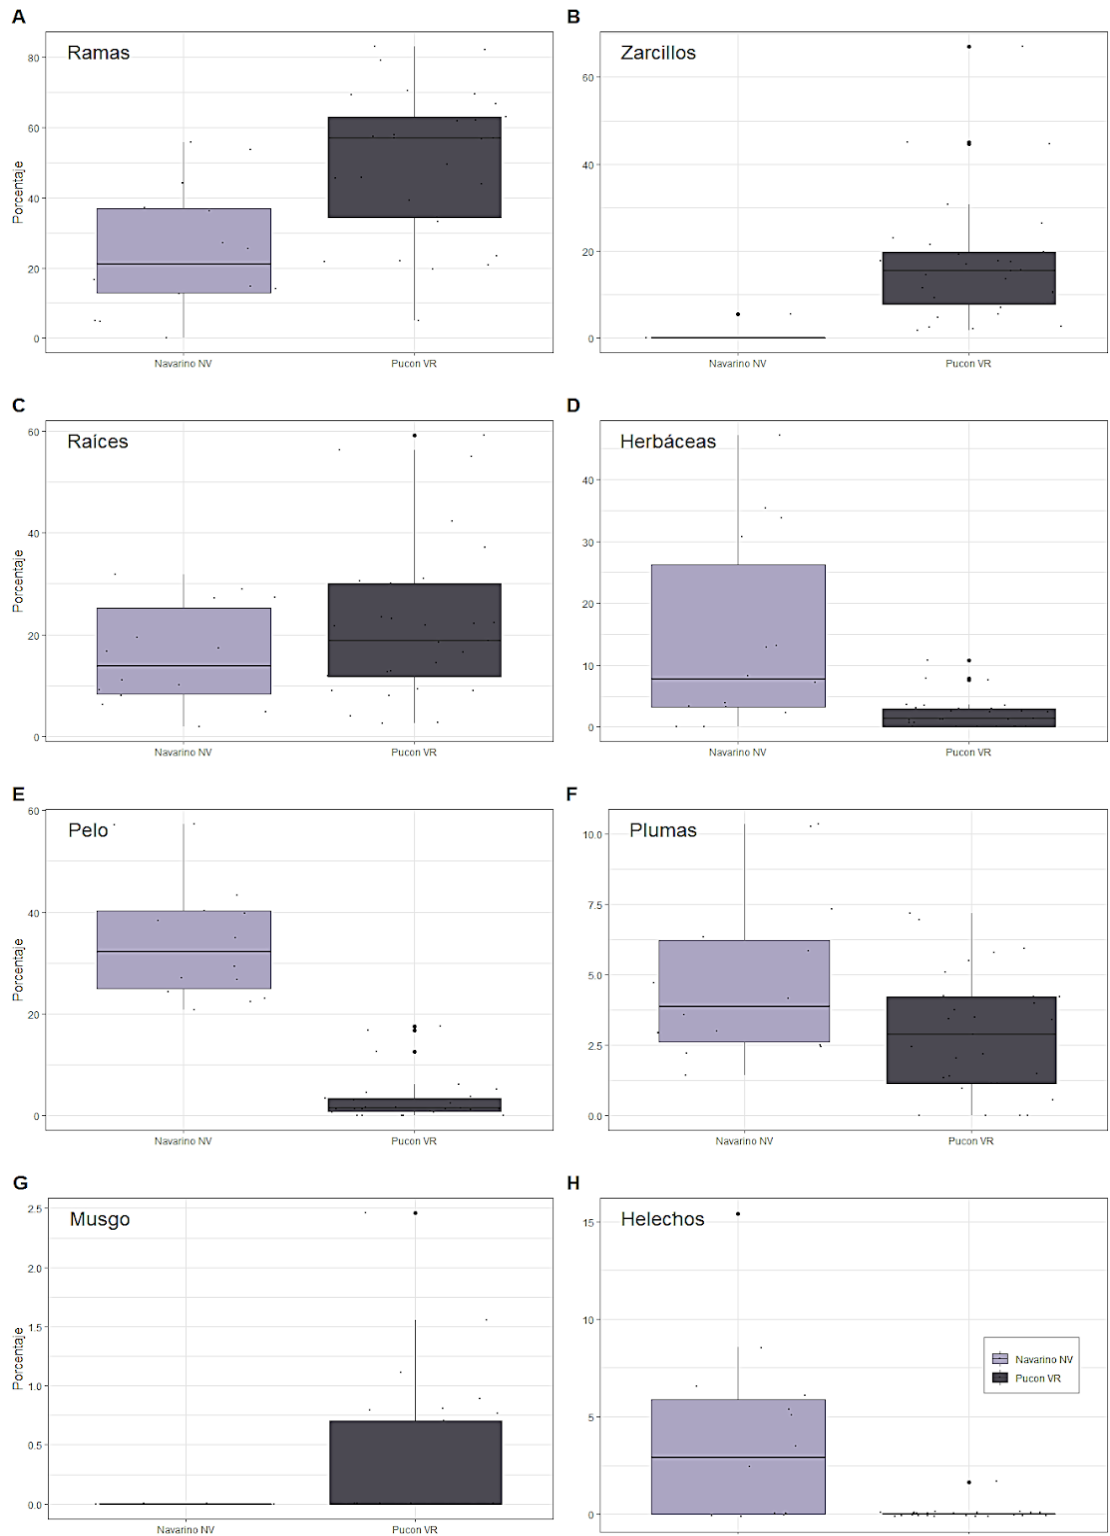 A
Ramas
Porcentaje
80
60
40
20
0
Navarino NV
Pucon VR
B
Zarcillos
60
40
20
0
Navarino NV
Pucon VR
C
Raíces
Porcentaje
60
40
20
0
Navarino NV
Pucon VR
D
Herbáceas
40
30
20
10
0
Navarino NV
Pucon VR
E
Pelo
Porcentaje
60
40
20
0
Navarino NV
Pucon VR
F
Plumas
10.0
7.5
5.0
2.5
0.0
Navarino NV
Pucon VR
G
Musgo
Porcentaje
2.5
2.0
1.5
1.0
0.5
0.0
Navarino NV
Pucon VR
H
Helechos
15
10
5
0
Navarino NV
Pucon VR